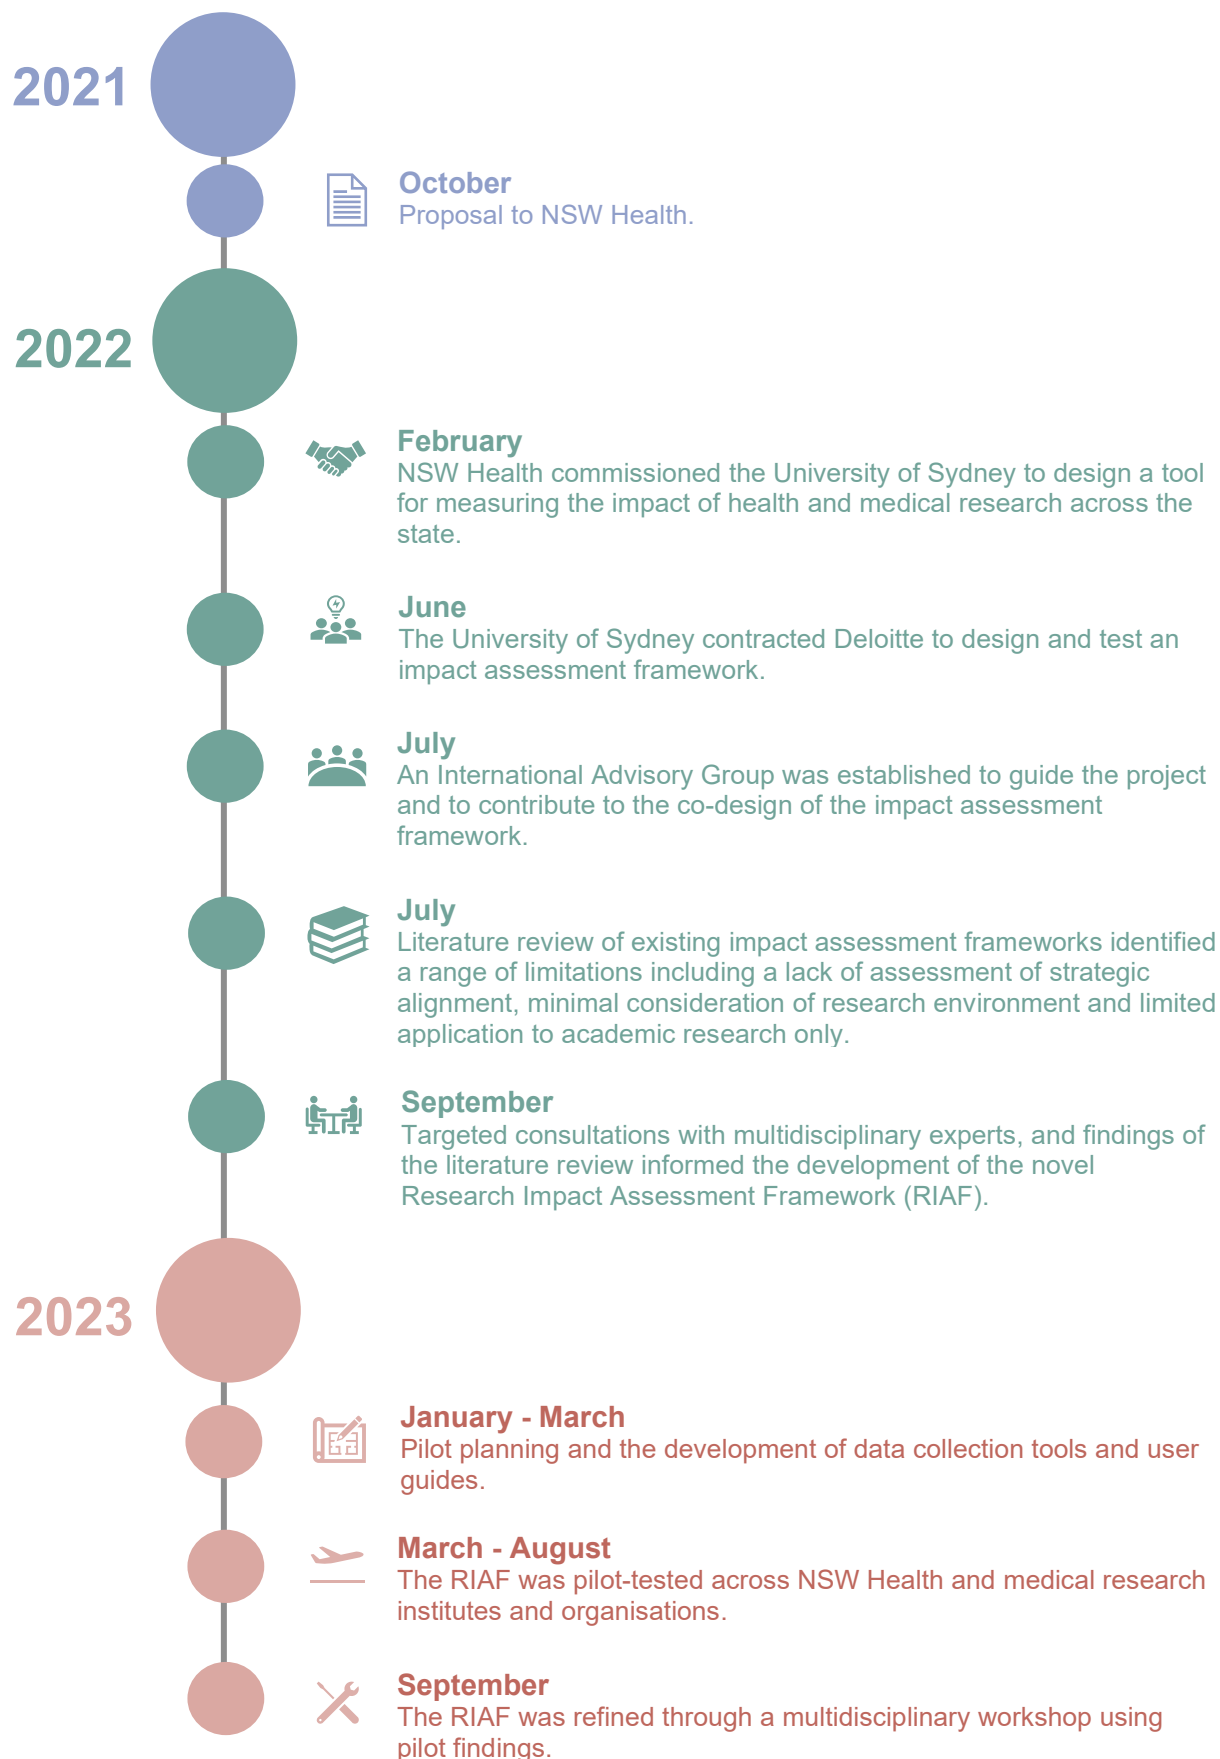 2021
October
Proposal to NSW Health.
2022
February
NSW Health commissioned the University of Sydney to design a tool
for measuring the impact of health and medical research across the
state.
June
The University of Sydney contracted Deloitte to design and test an
impact assessment framework.
July
An International Advisory Group was established to guide the project
and to contribute to the co-design of the impact assessment
framework.
July
Literature review of existing impact assessment frameworks identified
a range of limitations including a lack of assessment of strategic
alignment, minimal consideration of research environment and limited
application to academic research only.
September
Targeted consultations with multidisciplinary experts, and findings of
the literature review informed the development of the novel
Research Impact Assessment Framework (RIAF).
2023
January - March
Pilot planning and the development of data collection tools and user
guides.
March - August
The RIAF was pilot-tested across NSW Health and medical research
institutes and organisations.
September
The RIAF was refined through a multidisciplinary workshop using
pilot findings.